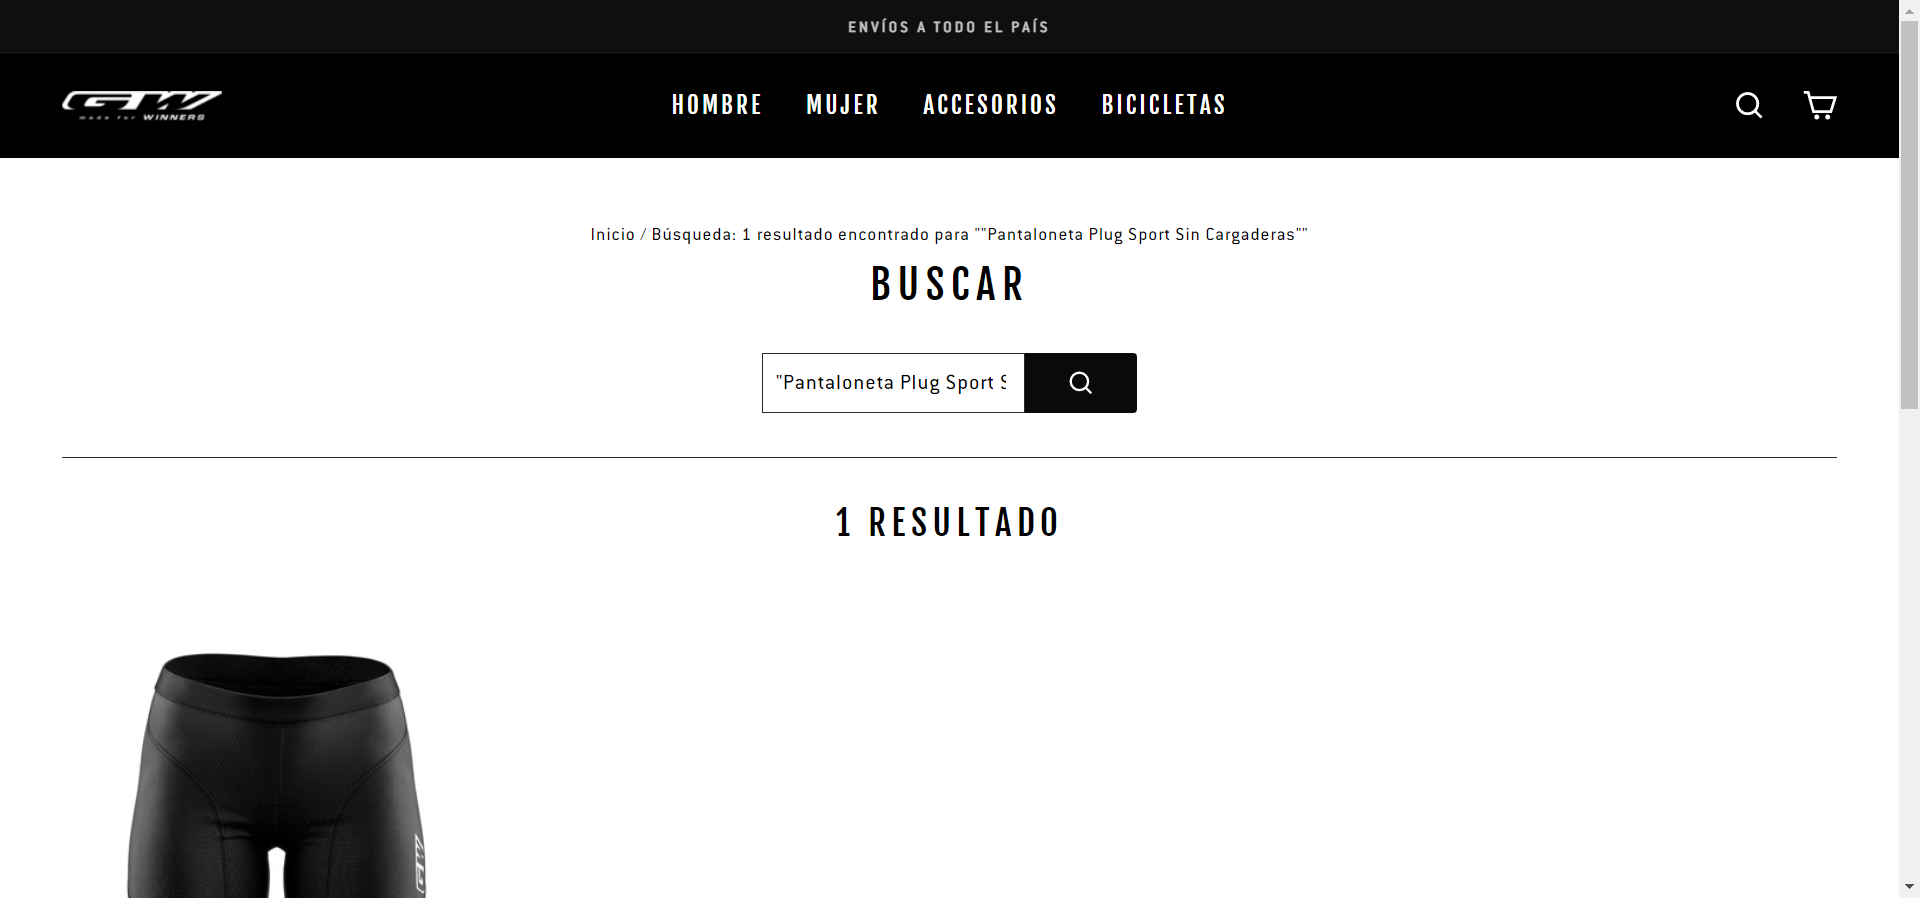 ENVÍOS A TODO EL PAÍS
GW
made for WINNERS
HOMBRE
MUJER
ACCESORIOS
BICICLETAS
Inicio / Búsqueda: 1 resultado encontrado para ""Pantaloneta Plug Sport Sin Cargaderas""
BUSCAR
"Pantaloneta Plug Sport S
1 RESULTADO
GW